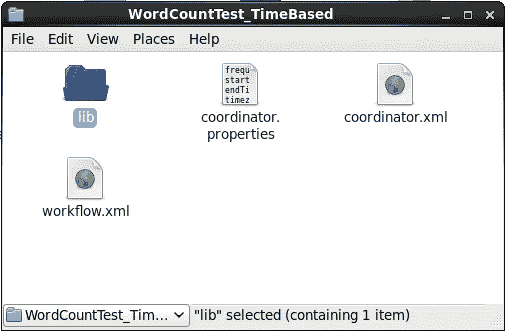 WordCountTest_TimeBased
File Edit View Places Help
frequ
start
endTi
timez
lib
coordinator.
properties
coordinator.xml
workflow.xml
WordCountTest_Tim...
"lib" selected (containing 1 item)